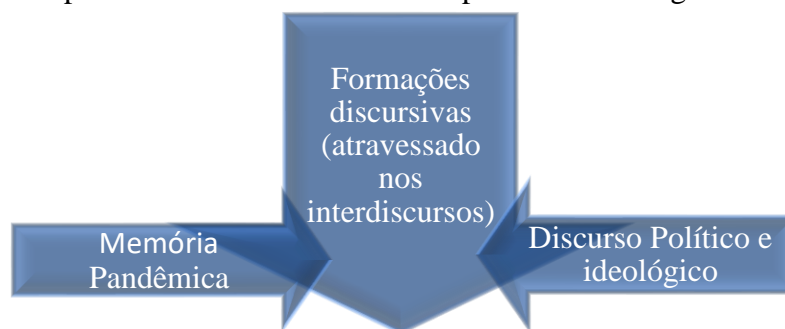 Formações
discursivas
(atravessado
nos
interdiscursos)
Memória
Pandêmica
Discurso Político e
ideológico